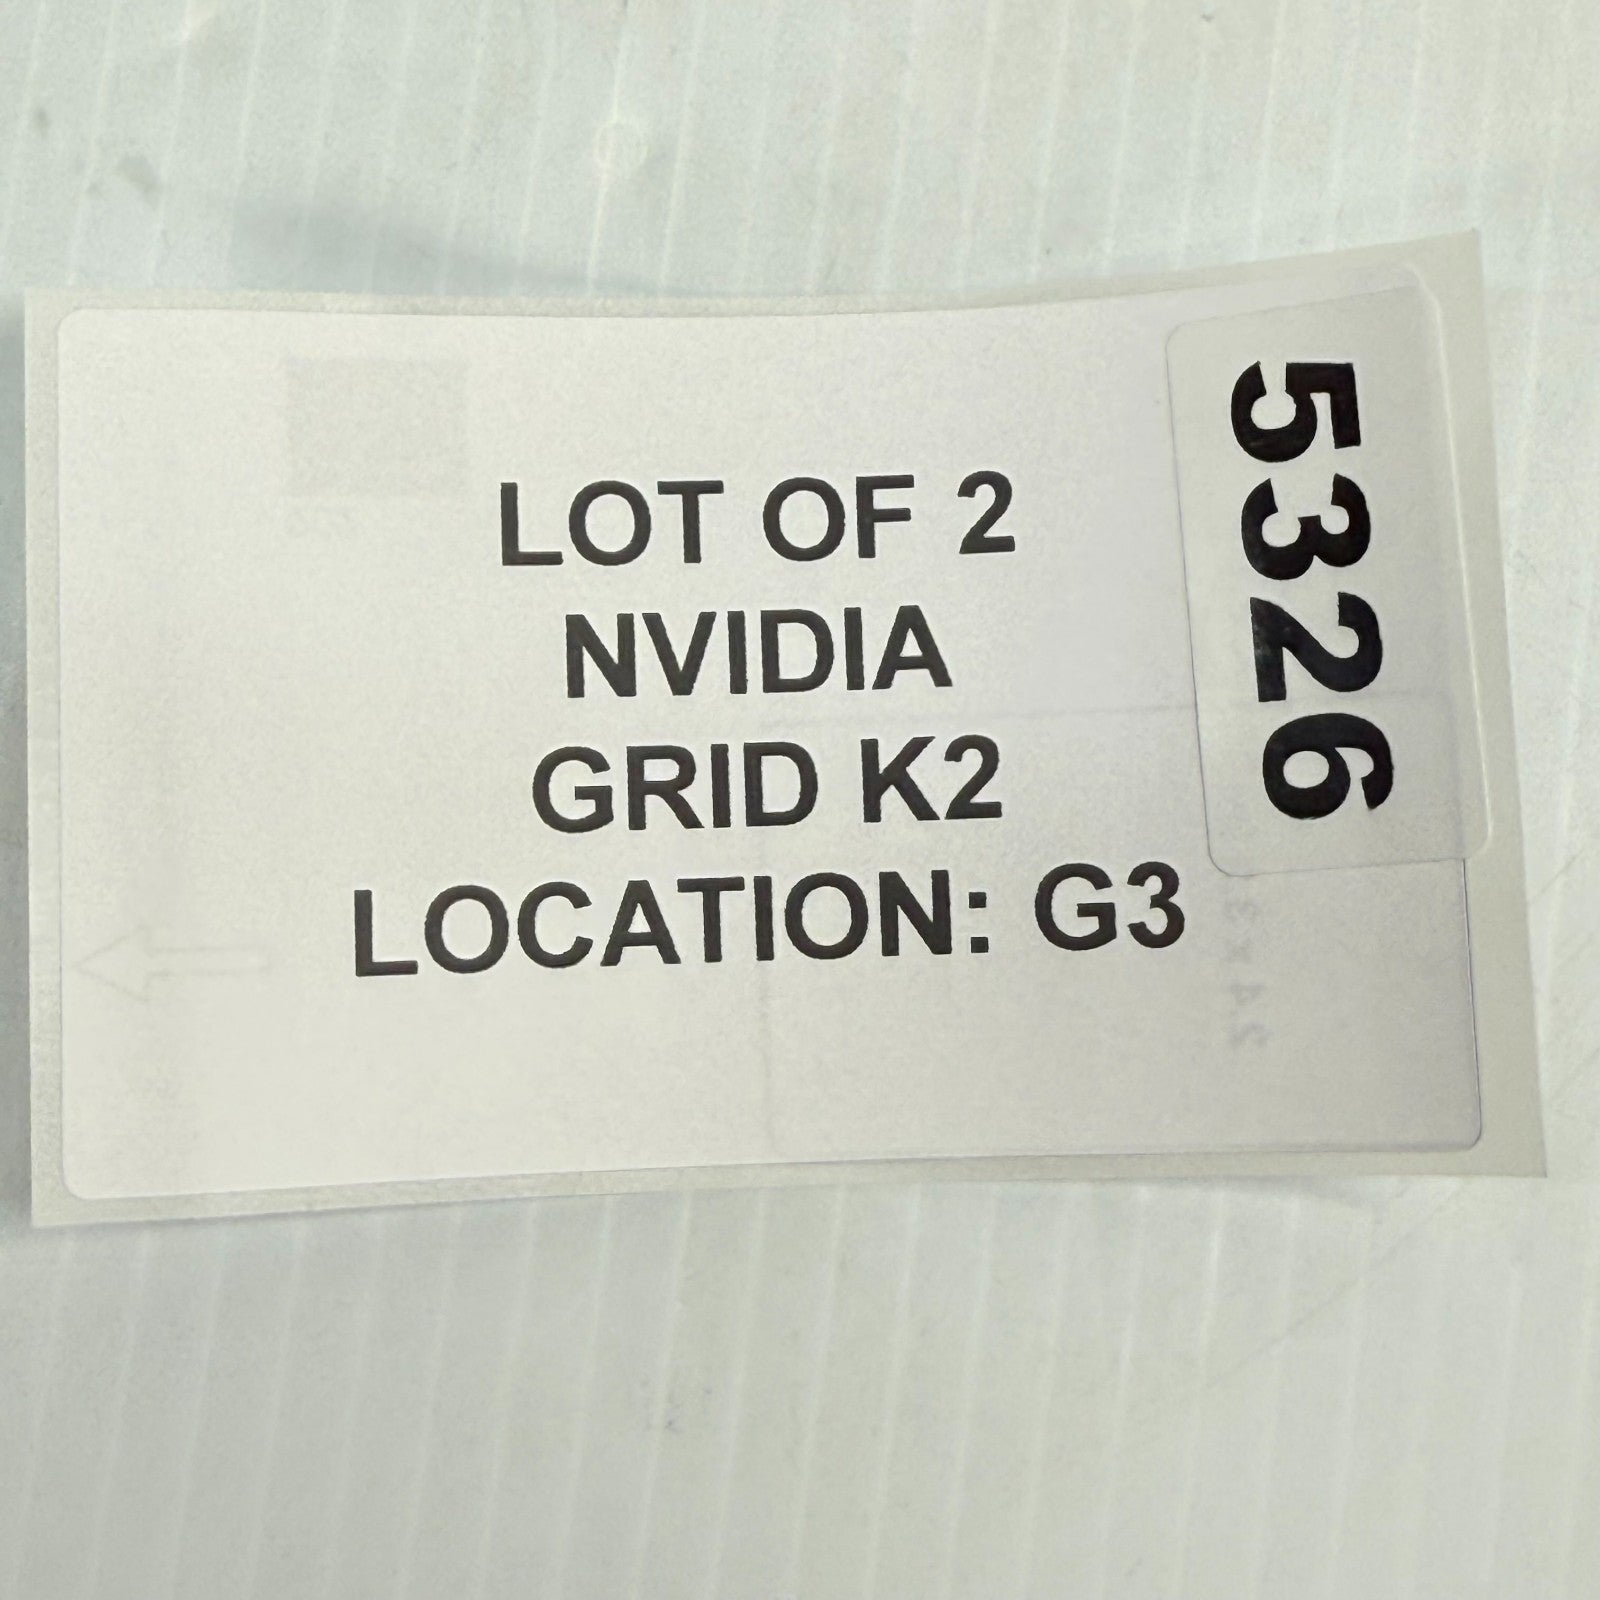 LOT OF 2
NVIDIA
GRID K2
LOCATION: G3
5326